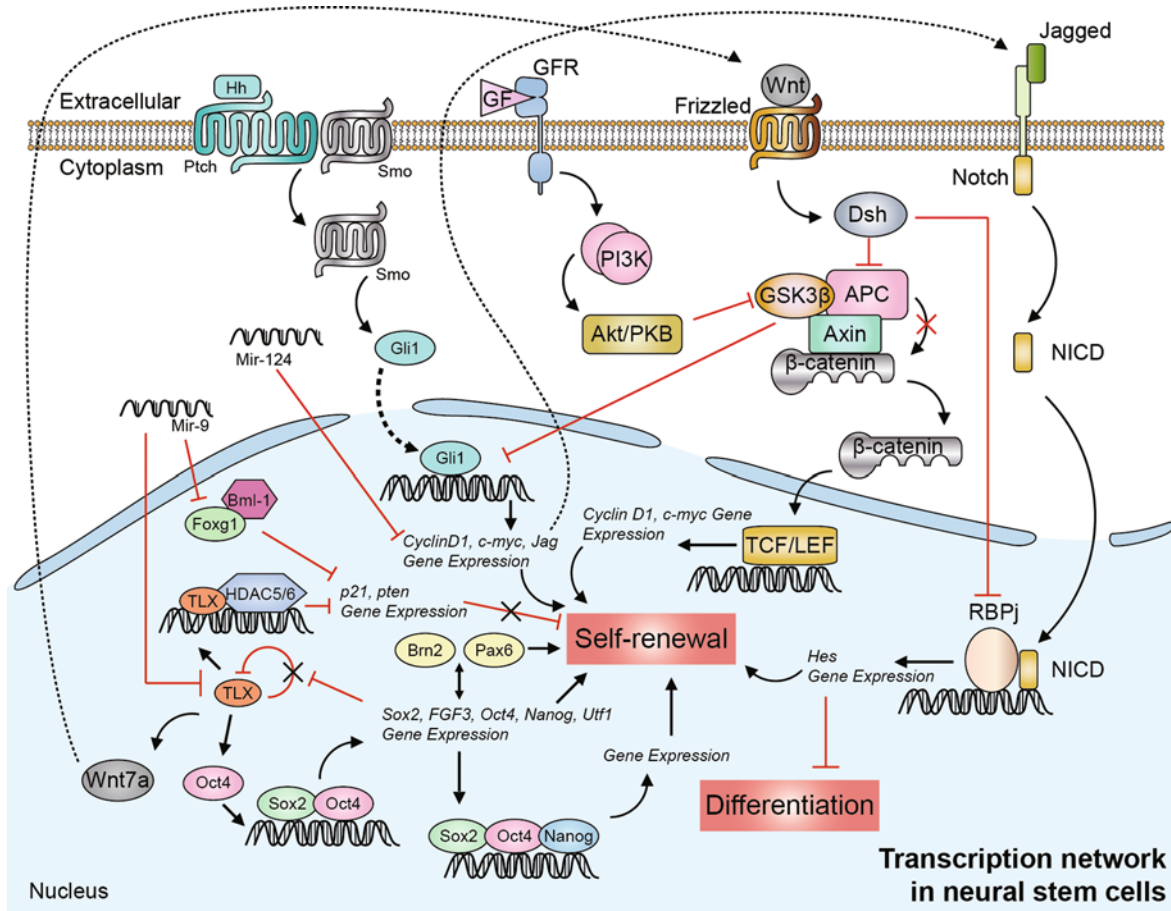 Jagged
GFR
Hh
GF
Wnt
Extracellular
Frizzled
Cytoplasm
Ptch
Smo
Notch
Dsh
PI3K
Smo
GSK3β
APC
Akt/PKB
Axin
Mir-124
Gli1
NICD
β-catenin
Mir-9
β-catenin
Gli1
Bml-1
Foxg1
Cyclin D1, c-myc Gene
Expression
TCF/LEF
CyclinD1, c-myc, Jag
Gene Expression
HDAC5/6
TLX
p21, pten
Gene Expression
RBPj
Self-renewal
Brn2
Pax6
Hes
Gene Expression
NICD
TLX
Sox2, FGF3, Oct4, Nanog, Utf1
Gene Expression
Gene Expression
Wnt7a
Oct4
Sox2
Oct4
Differentiation
Sox2
Oct4
Nanog
Transcription network
in neural stem cells
Nucleus